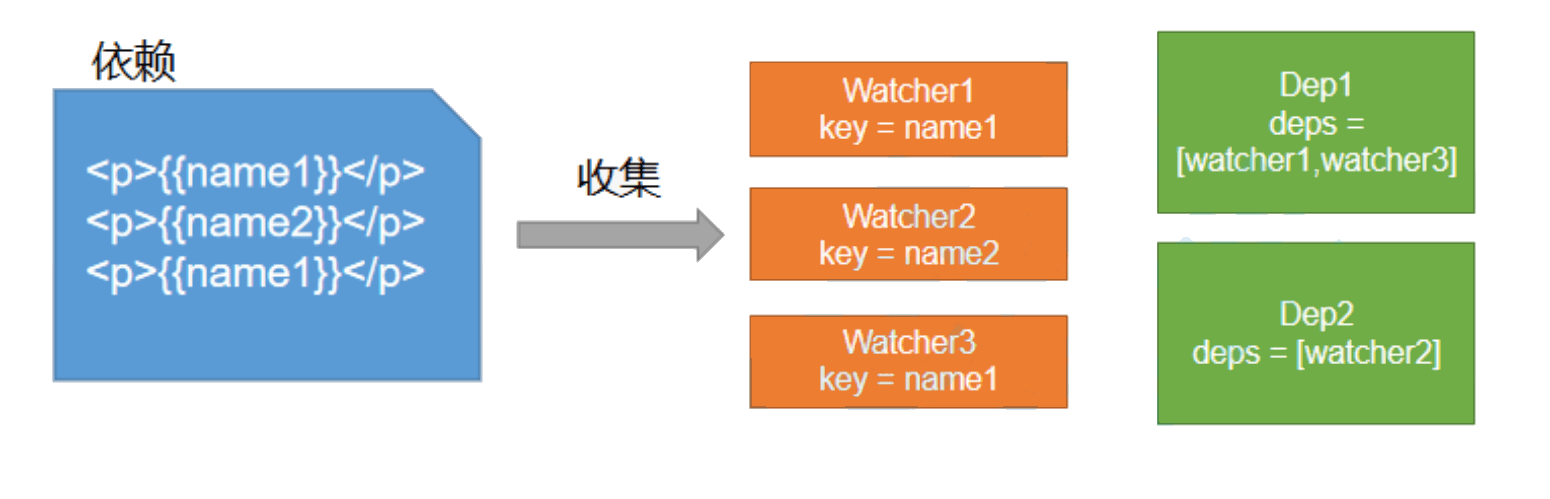 依赖
<p>{{name1}}</p>
<p>{{name2}}</p>
<p>{{name1}}</p>
收集
Watcher1
key = name1
Watcher2
key = name2
Watcher3
key = name1
Dep1
deps =
[watcher1,watcher3]
Dep2
deps = [watcher2]